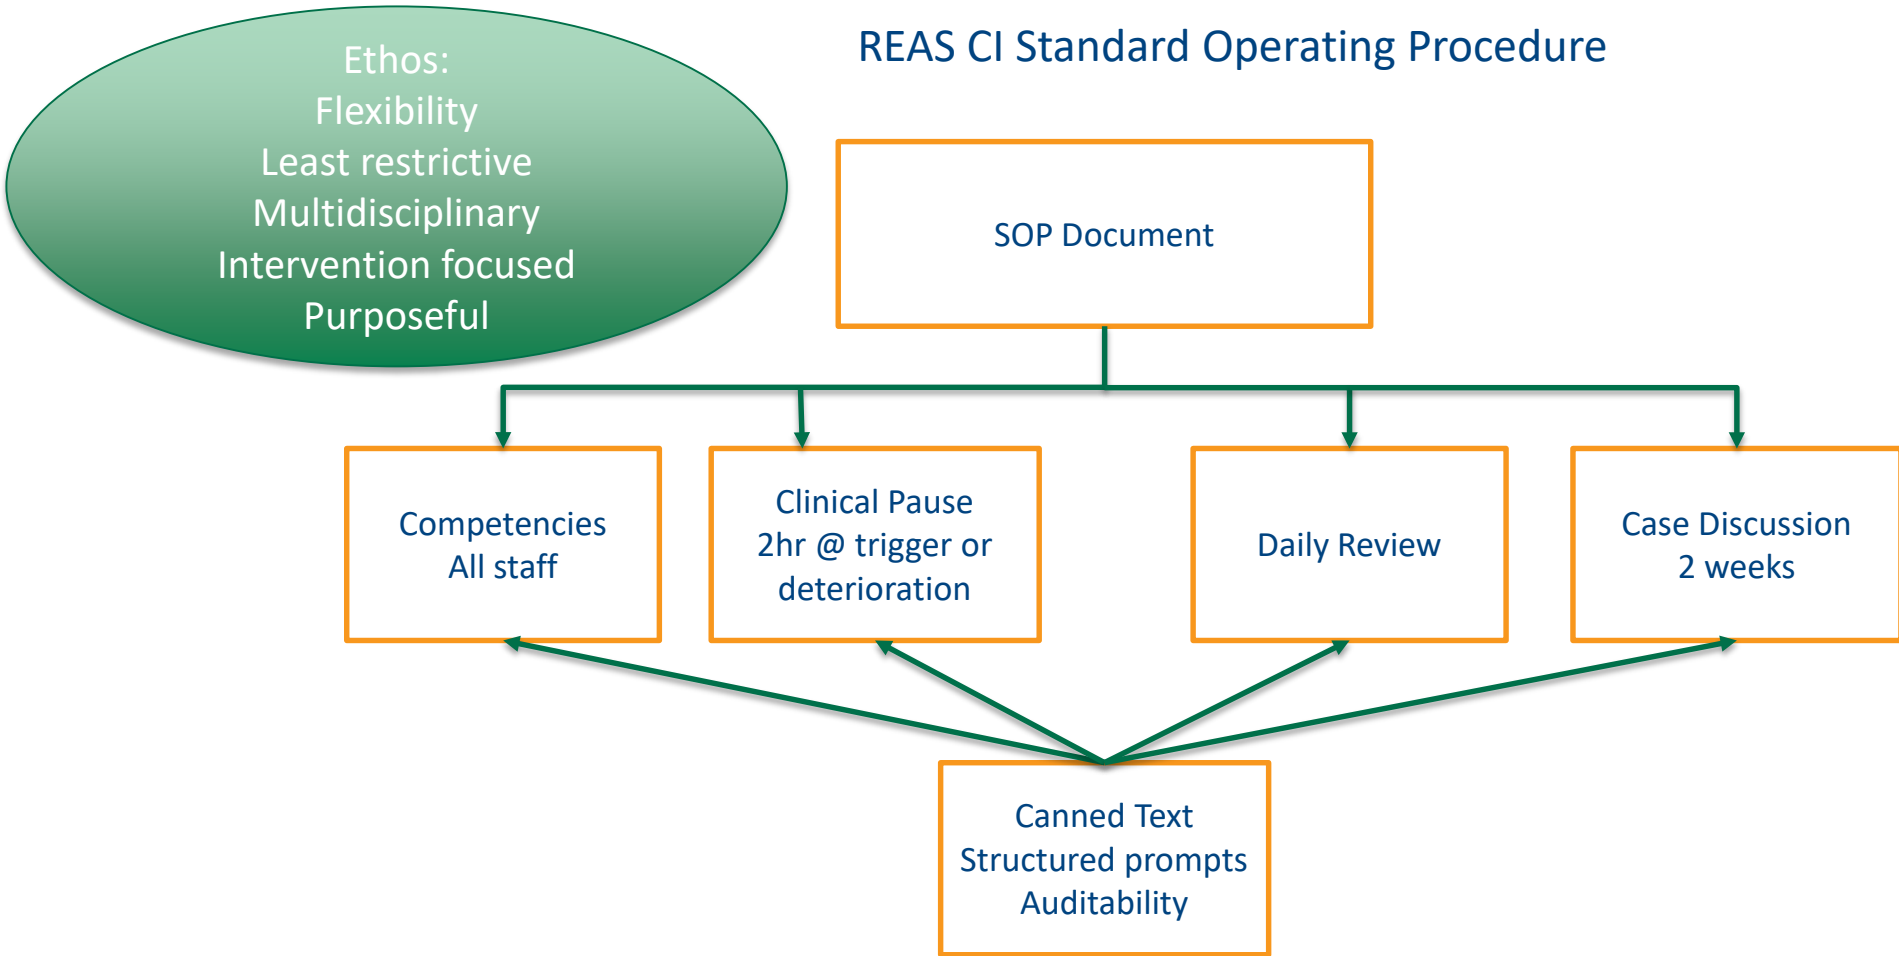 REAS CI Standard Operating Procedure
Ethos:
Flexibility
Least restrictive
Multidisciplinary
Intervention focused
Purposeful
SOP Document
Competencies
All staff
Clinical Pause
2hr @ trigger or
deterioration
Daily Review
Case Discussion
2 weeks
Canned Text
Structured prompts
Auditability